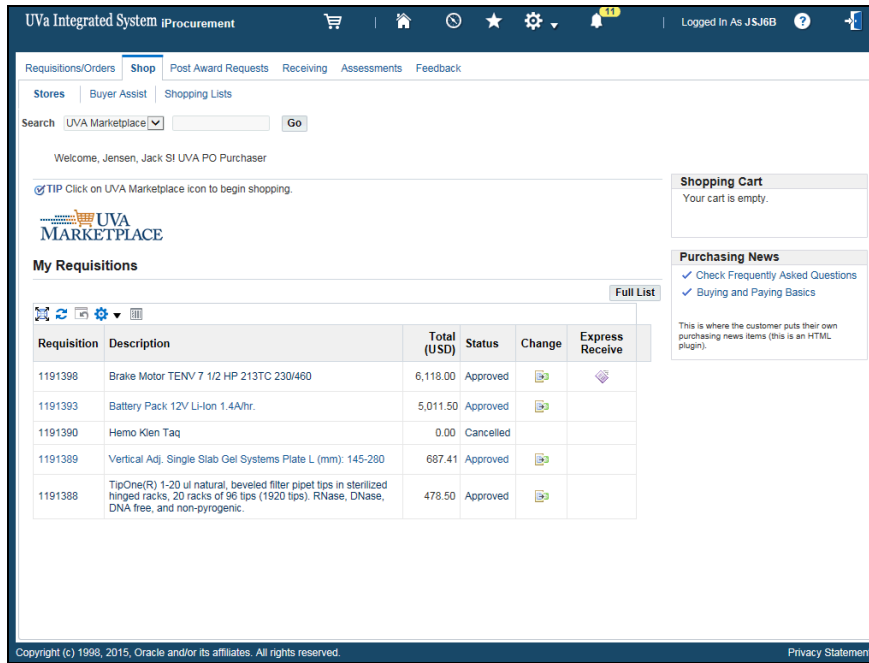 UVa Integrated System iProcurement
11
Logged In As JSJ6B
?
Requisitions/Orders Shop Post Award Requests Receiving Assessments Feedback
Stores Buyer Assist Shopping Lists
Search UVA Marketplace Go
Welcome, Jensen, Jack S! UVA PO Purchaser
TIP Click on UVA Marketplace icon to begin shopping.
UVA
MARKETPLACE
Shopping Cart
Your cart is empty.
Purchasing News
Check Frequently Asked Questions
Buying and Paying Basics
This is where the customer puts their own
purchasing news items (this is an HTML
plugin).
My Requisitions
Full List
Requisition Description Total (USD) Status Change Express Receive
1191398 Brake Motor TENV 7 1/2 HP 213TC 230/460 6,118.00 Approved
1191393 Battery Pack 12V Li-Ion 1.4A/hr. 5,011.50 Approved
1191390 Hemo Klen Taq 0.00 Cancelled
1191389 Vertical Adj. Single Slab Gel Systems Plate L (mm): 145-280 687.41 Approved
TipOne(R) 1-20 ul natural, beveled filter pipet tips in sterilized
1191388 hinged racks, 20 racks of 96 tips (1920 tips). RNase, DNase, 478.50 Approved
DNA free, and non-pyrogenic.
Copyright (c) 1998, 2015, Oracle and/or its affiliates. All rights reserved. Privacy Statement